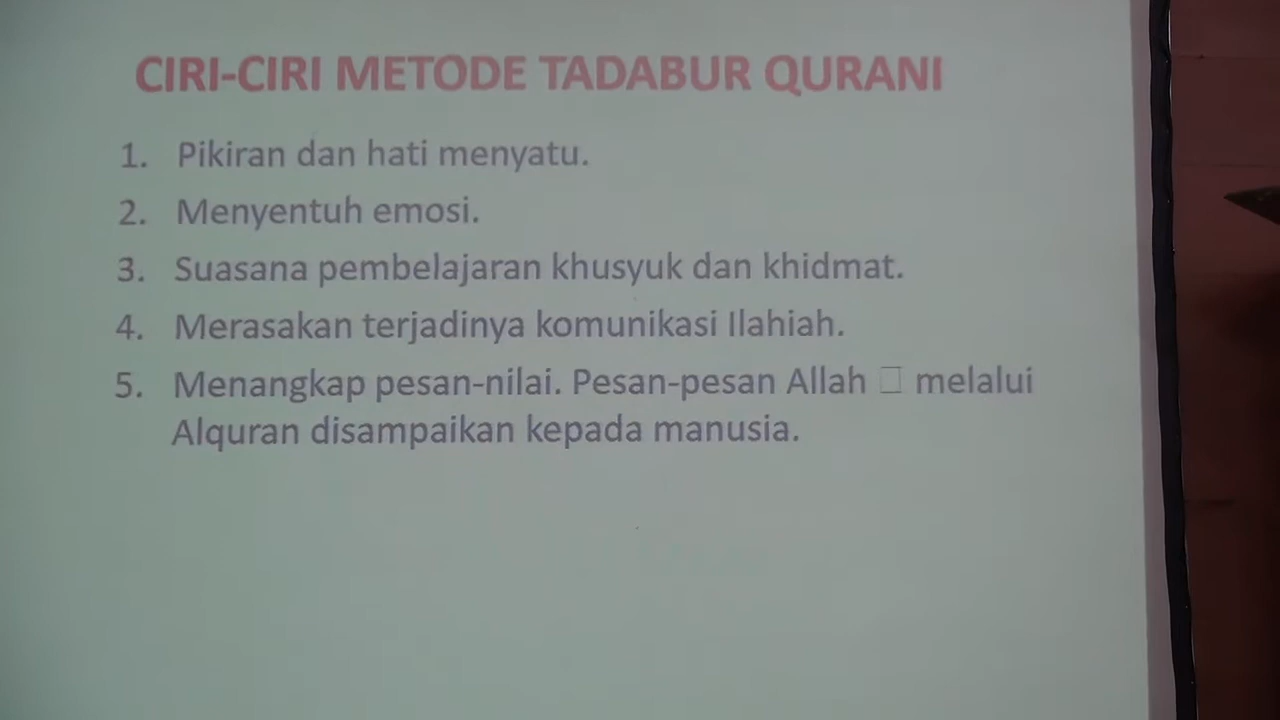 CIRI-CIRI METODE TADABUR QURANI
1. Pikiran dan hati menyatu.
2. Menyentuh emosi.
3. Suasana pembelajaran khusyuk dan khidmat.
4. Merasakan terjadinya komunikasi Ilahiah.
5. Menangkap pesan-nilai. Pesan-pesan Allah □ melalui
Alquran disampaikan kepada manusia.